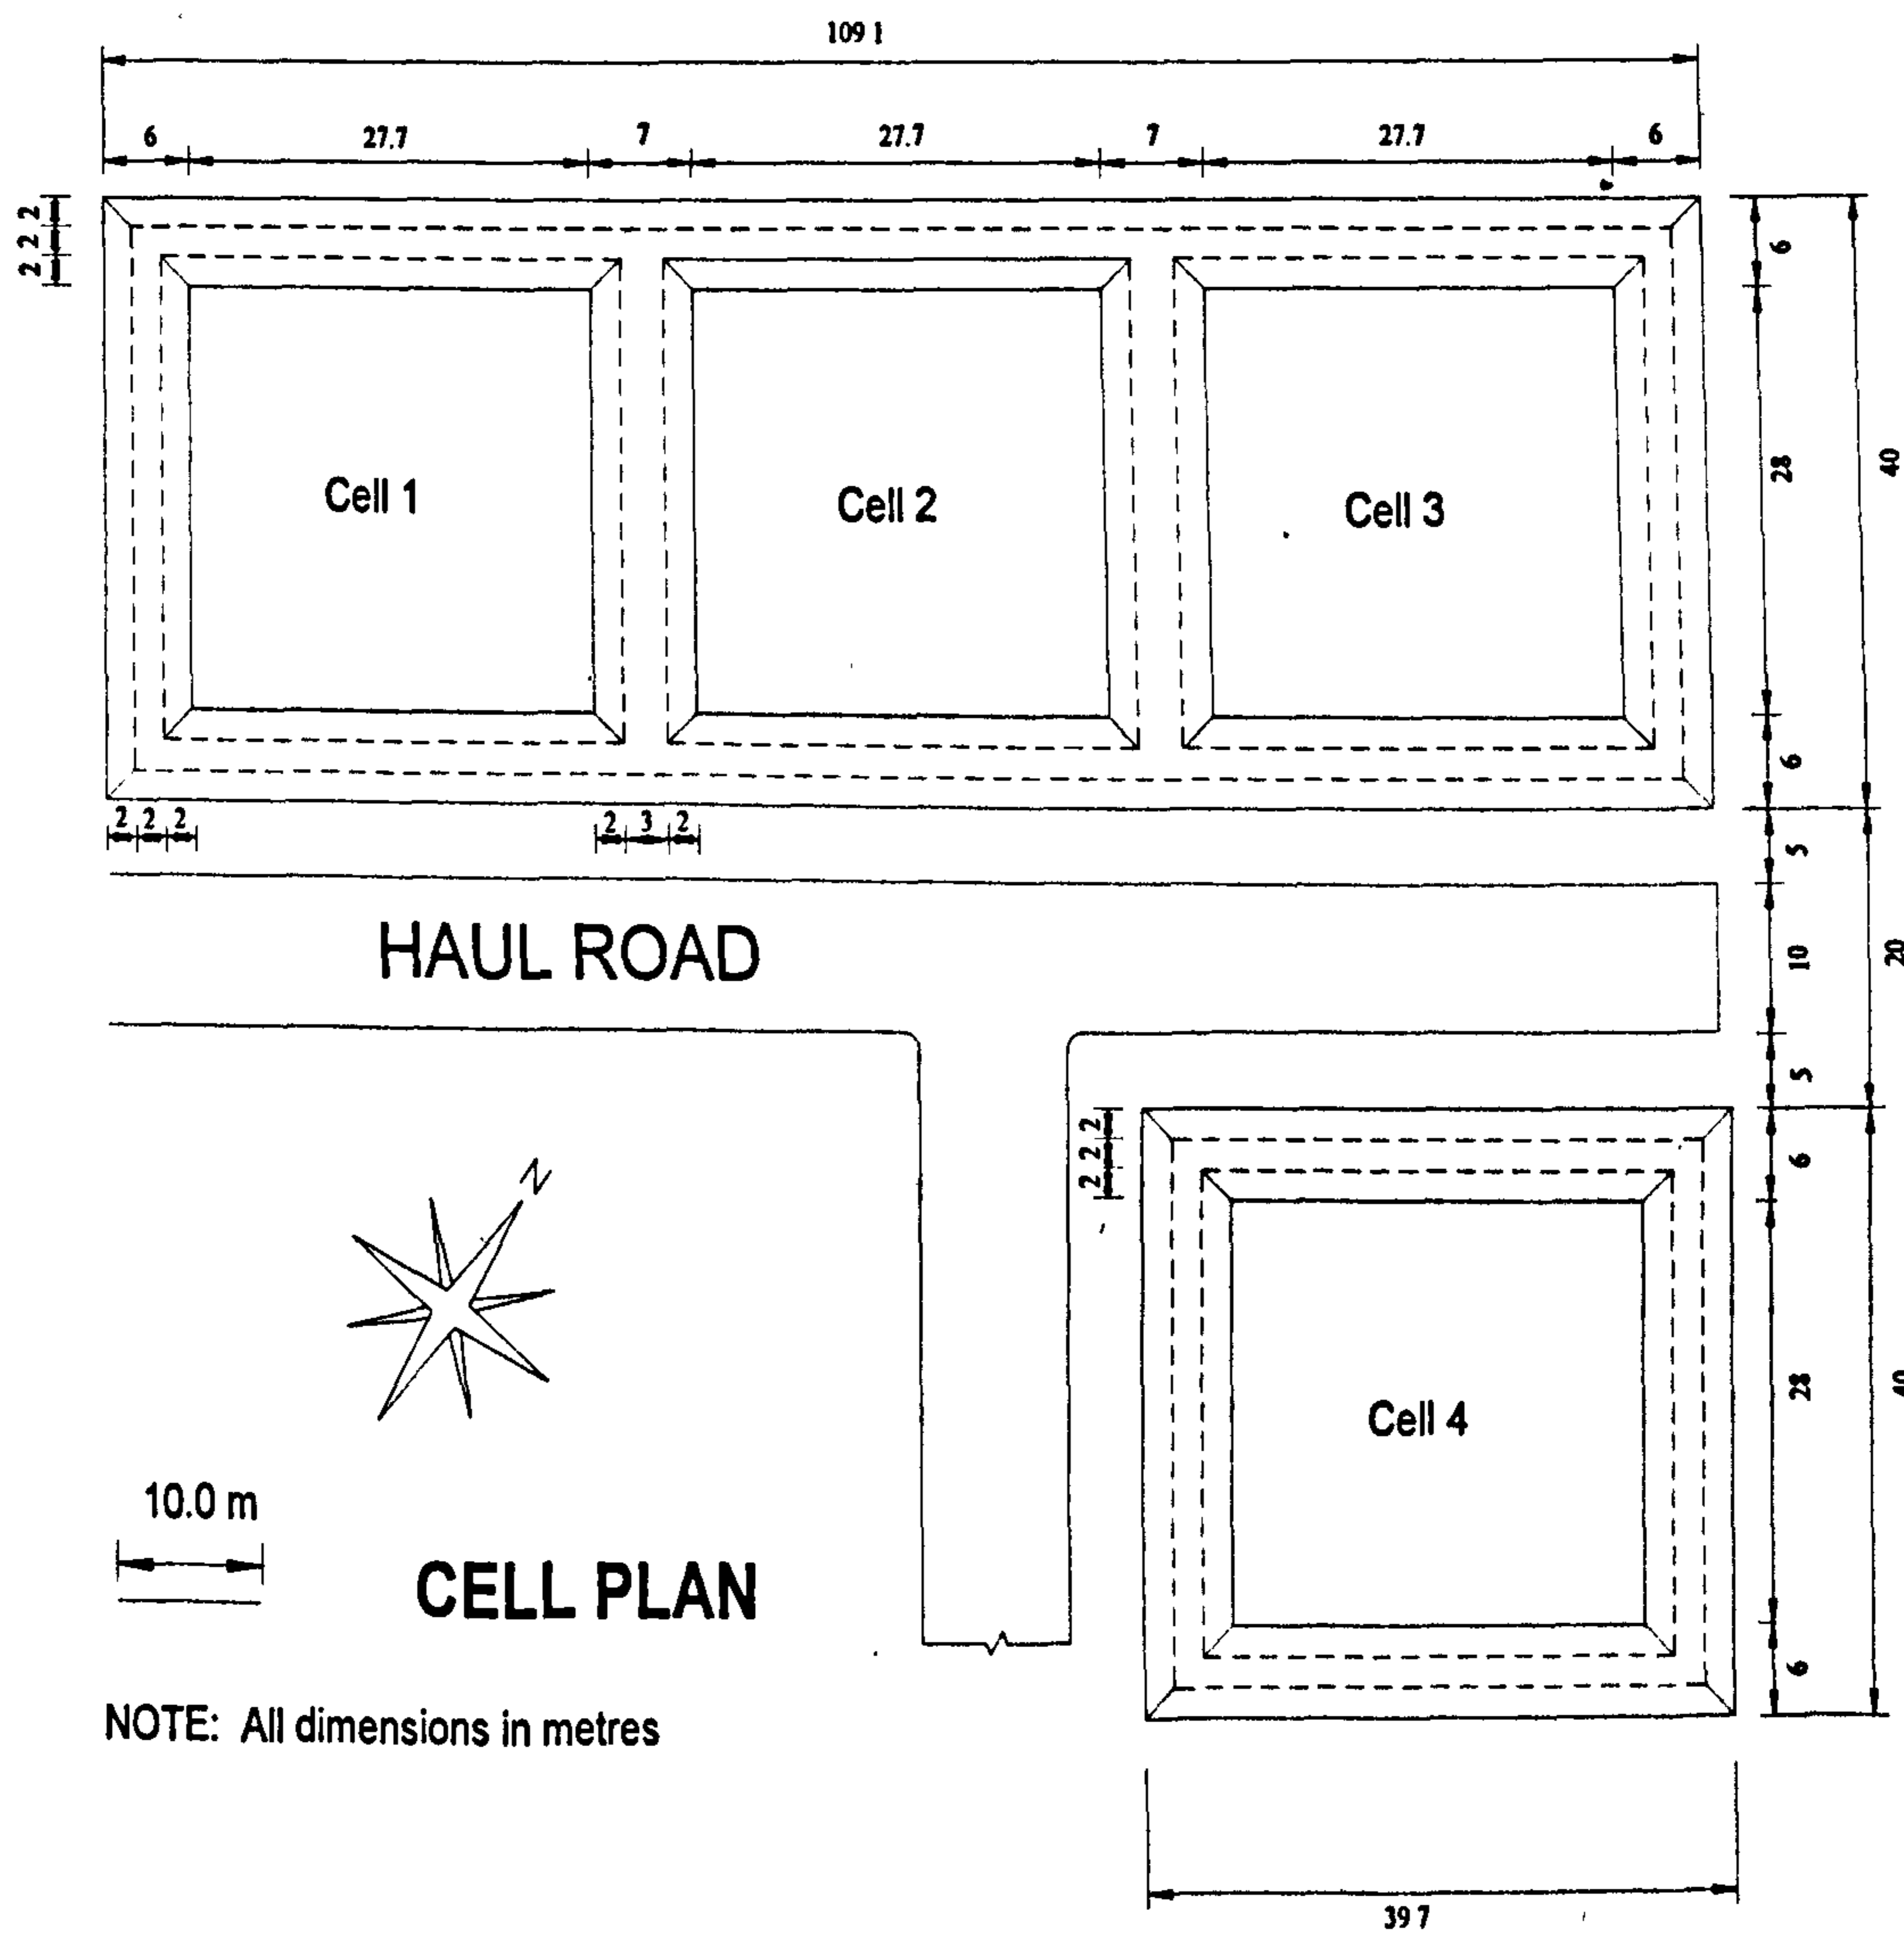 109 1
6 27.7 7 27.7 7 27.7 6
2
2
2
6
28
40
6
Cell 1
Cell 2
Cell 3
2 2 2
2 3 2
5
HAUL ROAD
10
20
5
2
2
2
6
N
28
40
Cell 4
10.0 m
CELL PLAN
6
NOTE: All dimensions in metres
39 7